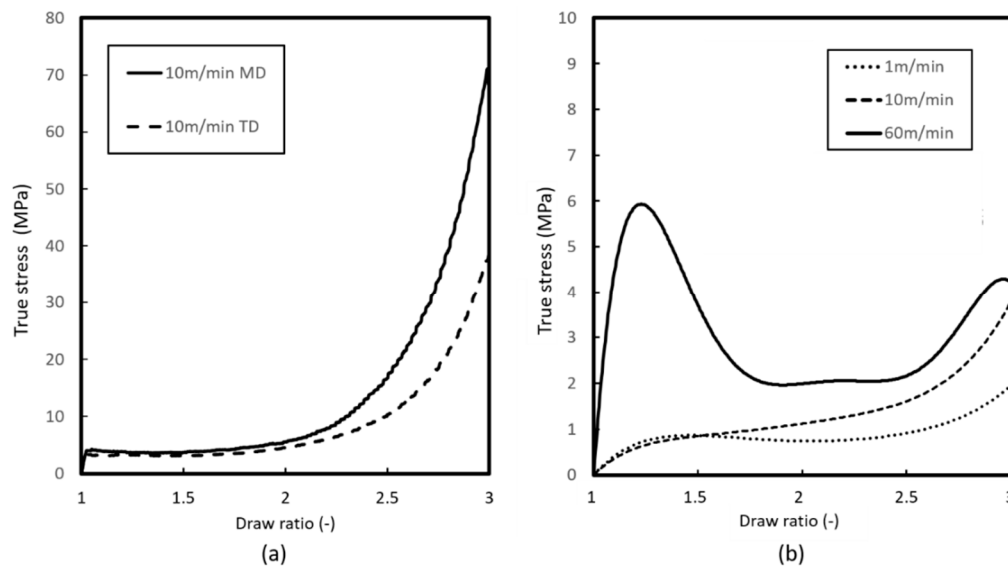 80
70
60
50
40
30
20
10
0
True stress (MPa)
10m/min MD
10m/min TD
1
1.5
2
2.5
3
Draw ratio (-)
(a)
10
9
8
7
6
5
4
3
2
1
0
True stress (MPa)
1m/min
10m/min
60m/min
1
1.5
2
2.5
3
Draw ratio (-)
(b)